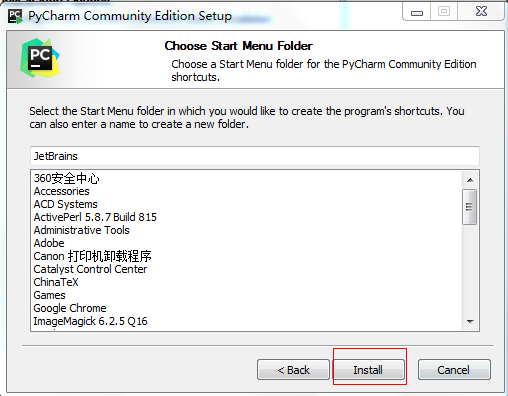 PyCharm Community Edition Setup
PC
Choose Start Menu Folder
Choose a Start Menu folder for the PyCharm Community Edition
shortcuts.
Select the Start Menu folder in which you would like to create the program's shortcuts. You
can also enter a name to create a new folder.
JetBrains
360安全中心
Accessories
ACD Systems
ActivePerl 5.8.7 Build 815
Administrative Tools
Adobe
Canon 打印机卸载程序
Catalyst Control Center
ChinaTeX
Games
Google Chrome
ImageMagick 6.2.5 Q16
< Back
Install
Cancel